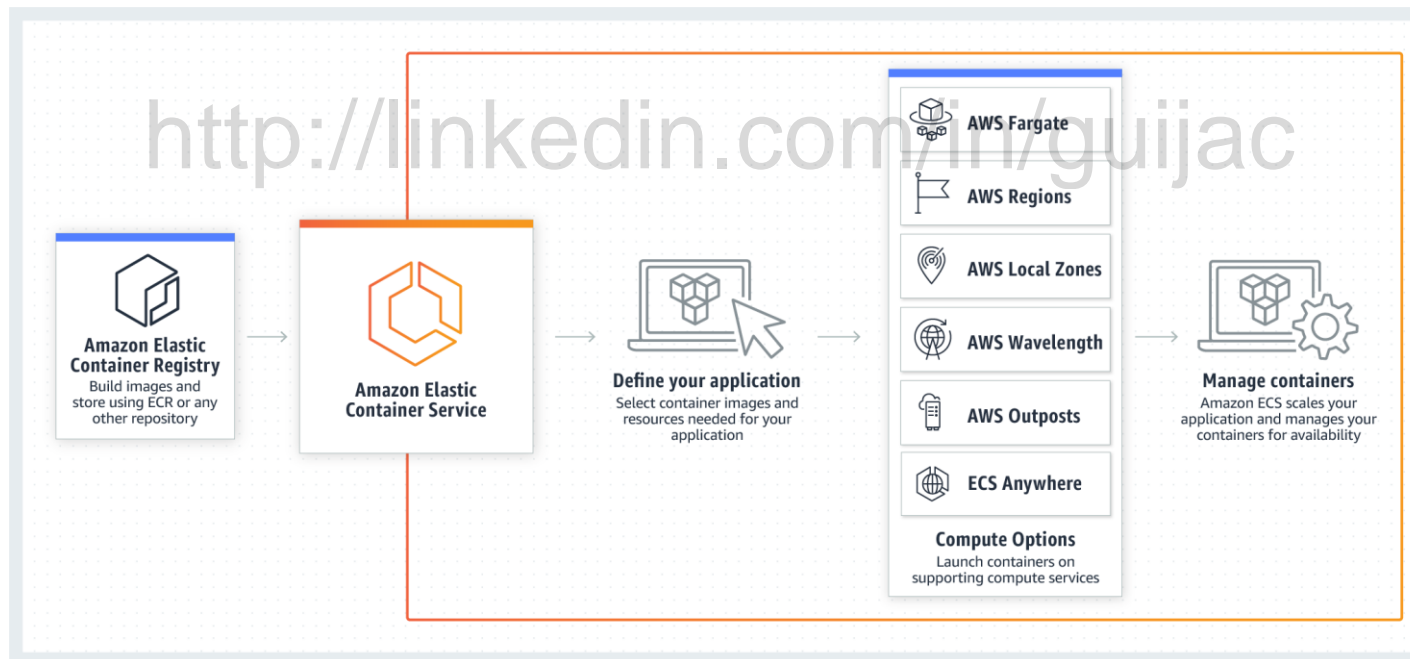 http://linkedin.com/in/guijac
Amazon Elastic
Container Registry
Build images and
store using ECR or any
other repository
Amazon Elastic
Container Service
Define your application
Select container images and
resources needed for your
application
AWS Fargate
AWS Regions
AWS Local Zones
AWS Wavelength
AWS Outposts
ECS Anywhere
Compute Options
Launch containers on
supporting compute services
Manage containers
Amazon ECS scales your
application and manages your
containers for availability